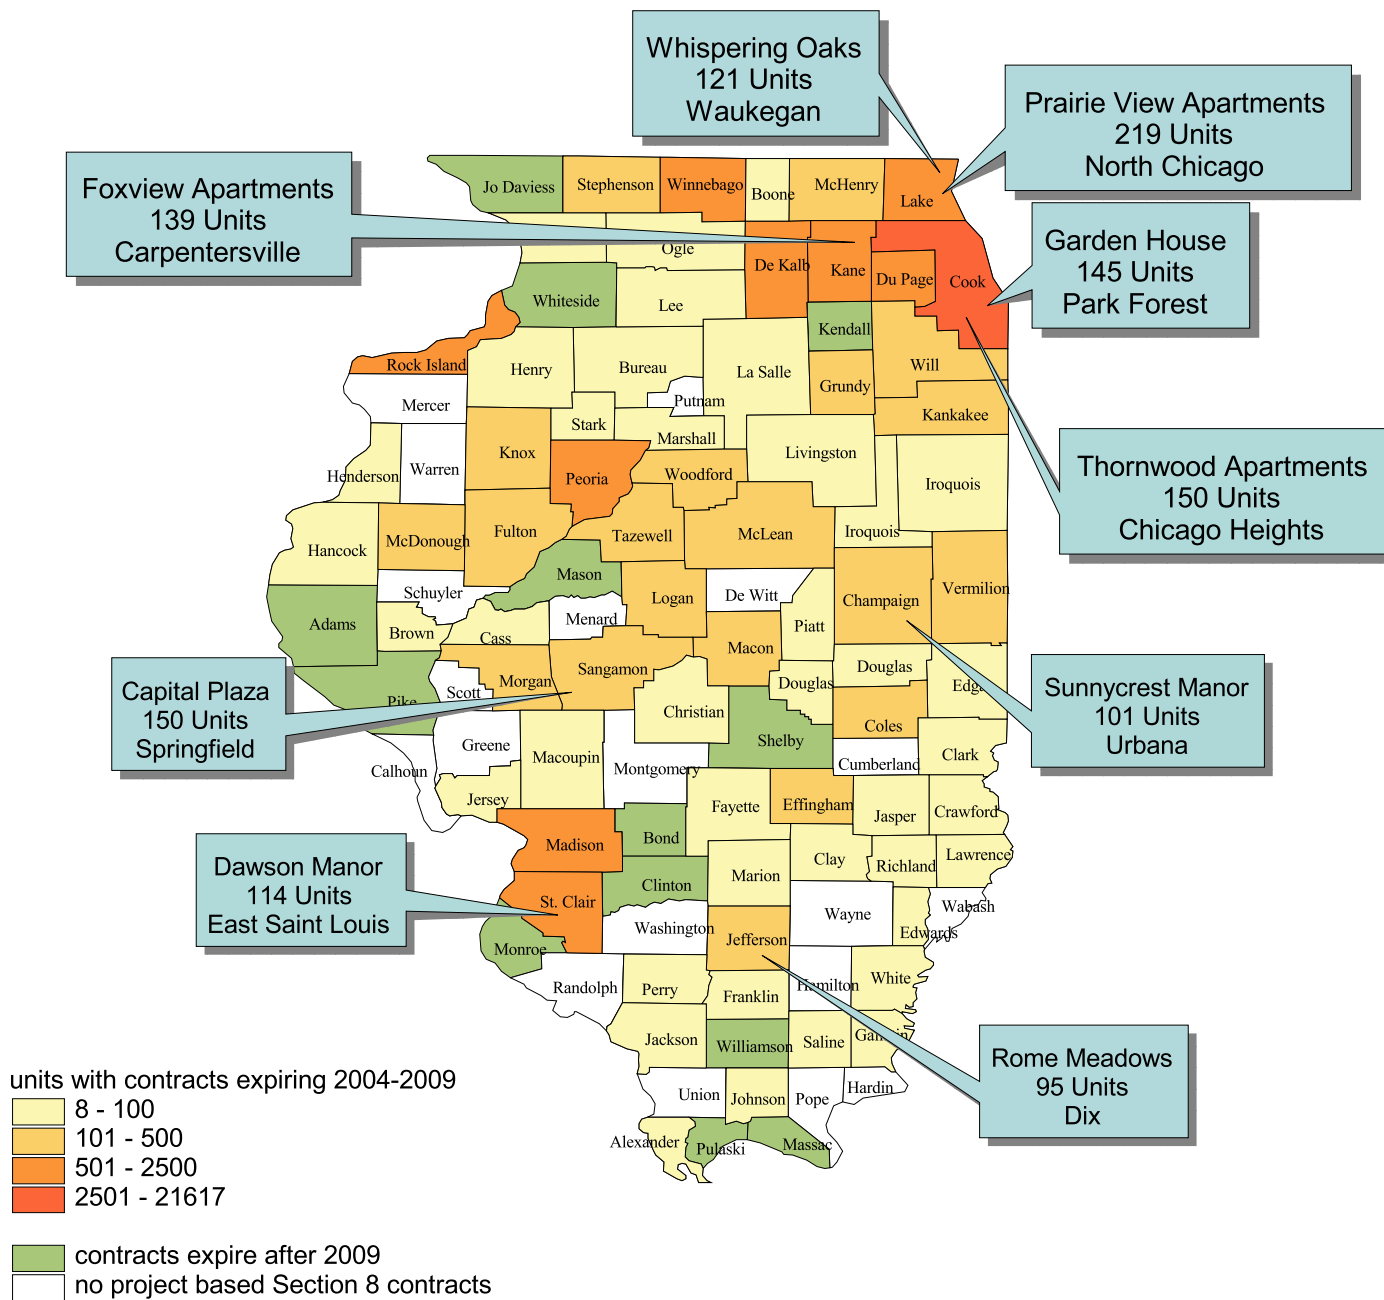 Whispering Oaks
121 Units
Waukegan
Prairie View Apartments
219 Units
North Chicago
Foxview Apartments
139 Units
Carpentersville
Garden House
145 Units
Park Forest
Thornwood Apartments
150 Units
Chicago Heights
Capital Plaza
150 Units
Springfield
Sunnycrest Manor
101 Units
Urbana
Dawson Manor
114 Units
East Saint Louis
Rome Meadows
95 Units
Dix
Jo Daviess
Stephenson
Winnebago
Boone
McHenry
Lake
Ogle
De Kalb
Kane
Du Page
Cook
Whiteside
Lee
Kendall
Rock Island
Henry
Bureau
La Salle
Grundy
Will
Mercer
Putnam
Kankakee
Stark
Marshall
Knox
Warren
Henderson
Peoria
Woodford
Livingston
Iroquois
Hancock
McDonough
Fulton
Tazewell
McLean
Iroquois
Schuyler
Mason
Logan
De Witt
Champaign
Vermilion
Adams
Brown
Cass
Menard
Macon
Piatt
Douglas
Pike
Scott
Morgan
Sangamon
Christian
Douglas
Edga
Coles
Shelby
Greene
Calhoun
Macoupin
Montgomery
Cumberland
Clark
Jersey
Fayette
Effingham
Jasper
Crawford
Madison
Bond
Clay
Richland
Lawrence
Clinton
Marion
St. Clair
Washington
Wayne
Wabash
Edwards
Monroe
Jefferson
Randolph
Perry
Franklin
Hamilton
White
Jackson
Williamson
Saline
Gallatin
Union
Johnson
Pope
Hardin
Alexander
Pulaski
Massac
units with contracts expiring 2004-2009
8 - 100
101 - 500
501 - 2500
2501 - 21617
contracts expire after 2009
no project based Section 8 contracts